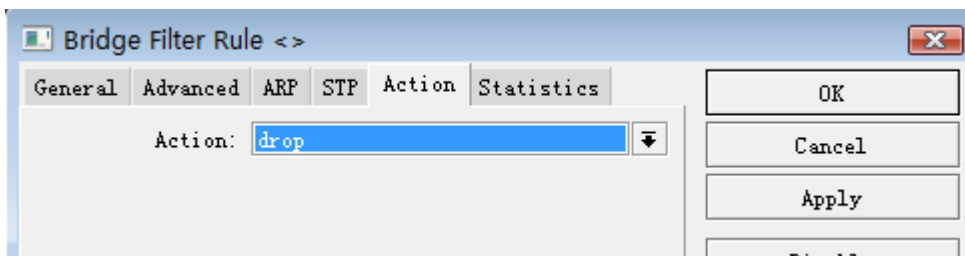 Bridge Filter Rule <>
General Advanced ARP STP Action Statistics
OK
Action: drop
Cancel
Apply